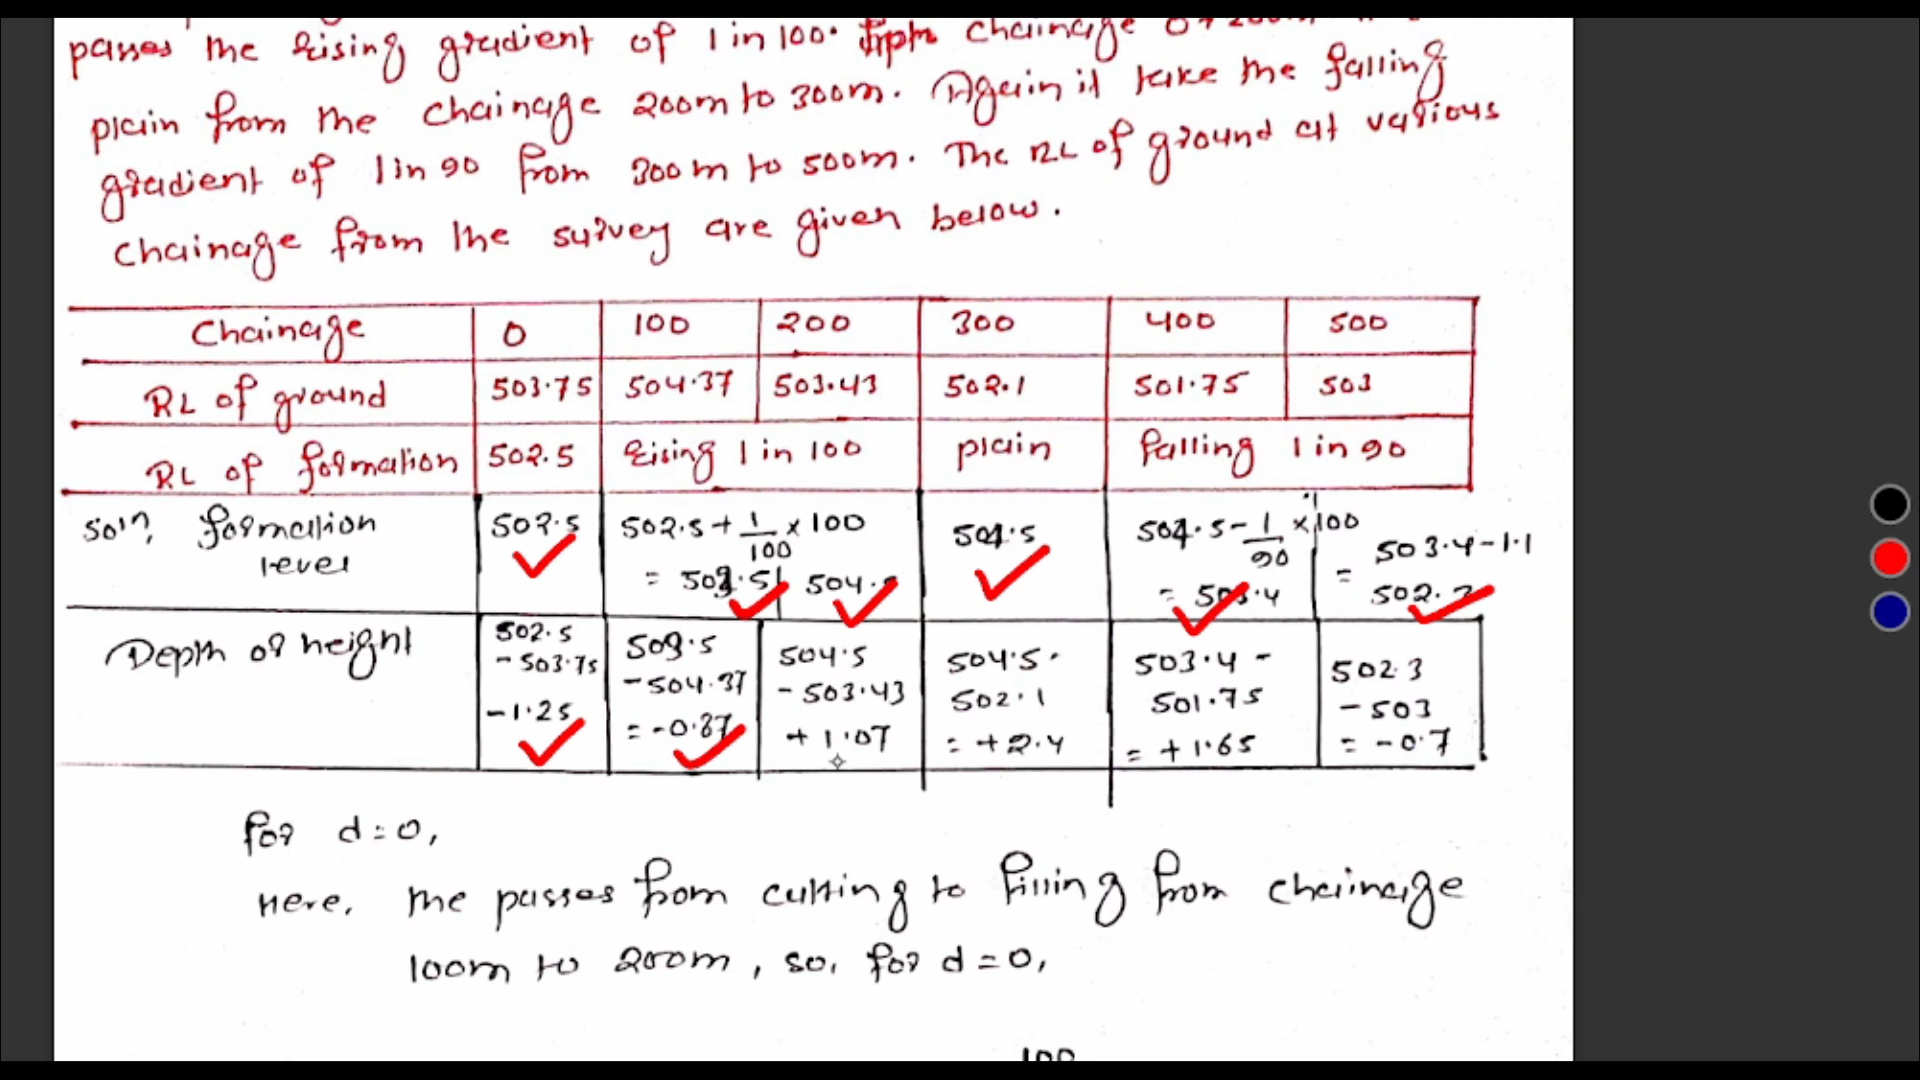 passes the rising gradient of 1 in 100. from chainage 0 to 200m.
plain from the chainage 200m to 300m. Again it take the falling
gradient of 1 in 90 from 300m to 500m. The RL of ground at various
chainage from the survey are given below.
Chainage 0 100 200 300 400 500
RL of ground 503.75 504.37 503.43 502.1 501.75 503
RL of formation 502.5 rising 1 in 100 plain falling 1 in 90
Soln, formation level 502.5 502.5 + 1/100 × 100 = 503.5 504.5 504.5 504.5 - 1/90 × 100 = 503.4 = 503.4 - 1.1 502.3
Depth or height 502.5 - 503.75 -1.25 503.5 - 504.37 = -0.87 504.5 - 503.43 + 1.07 504.5 - 502.1 = +2.4 503.4 - 501.75 = +1.65 502.3 - 503 = -0.7
for d = 0,
Here, the passes from cutting to filling from chainage
100m to 200m, so, for d = 0,
100